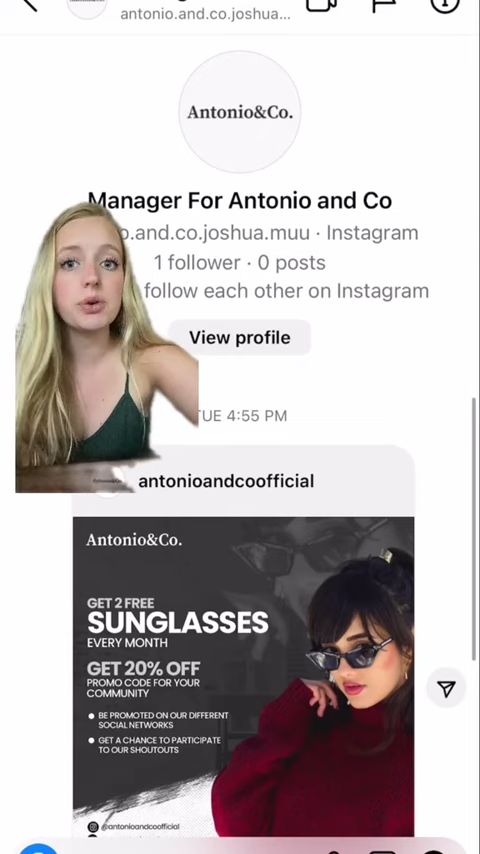 antonio.and.co.joshua...
Antonio&Co.
Manager For Antonio and Co
o.and.co.joshua.muu · Instagram
1 follower · 0 posts
follow each other on Instagram
View profile
TUE 4:55 PM
antonioandcoofficial
Antonio&Co.
GET 2 FREE
SUNGLASSES
EVERY MONTH
GET 20% OFF
PROMO CODE FOR YOUR
COMMUNITY
BE PROMOTED ON OUR DIFFERENT
SOCIAL NETWORKS
GET A CHANCE TO PARTICIPATE
TO OUR SHOUTOUTS
@antonioandcoofficial